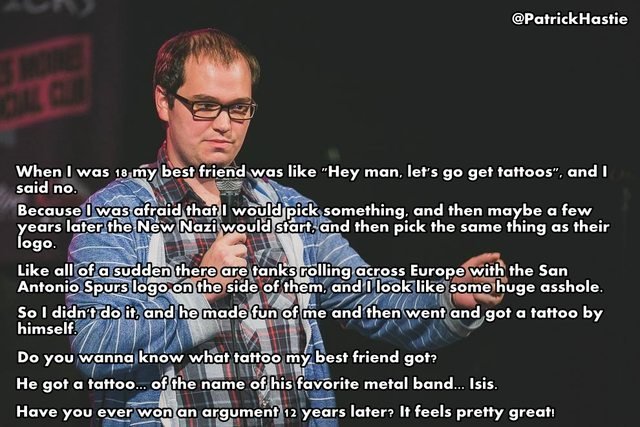 @PatrickHastie
When I was 18 my best friend was like "Hey man, let's go get tattoos", and I
said no.
Because I was afraid that I would pick something, and then maybe a few
years later the New Nazi would start, and then pick the same thing as their
logo.
Like all of a sudden there are tanks rolling across Europe with the San
Antonio Spurs logo on the side of them, and I look like some huge asshole.
So I didn't do it, and he made fun of me and then went and got a tattoo by
himself.
Do you wanna know what tattoo my best friend got?
He got a tattoo... of the name of his favorite metal band... Isis.
Have you ever won an argument 12 years later? It feels pretty great!